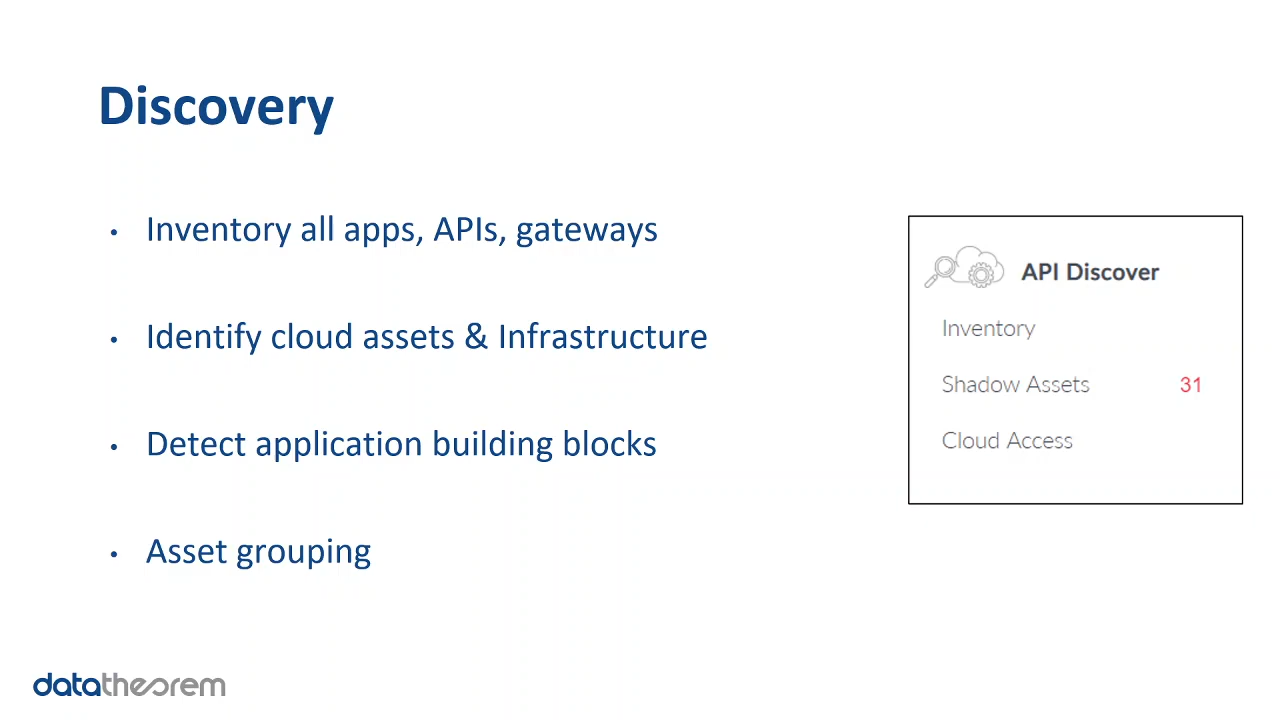 Discovery
• Inventory all apps, APIs, gateways
• Identify cloud assets & Infrastructure
• Detect application building blocks
• Asset grouping
API Discover
Inventory
Shadow Assets 31
Cloud Access
datatheorem